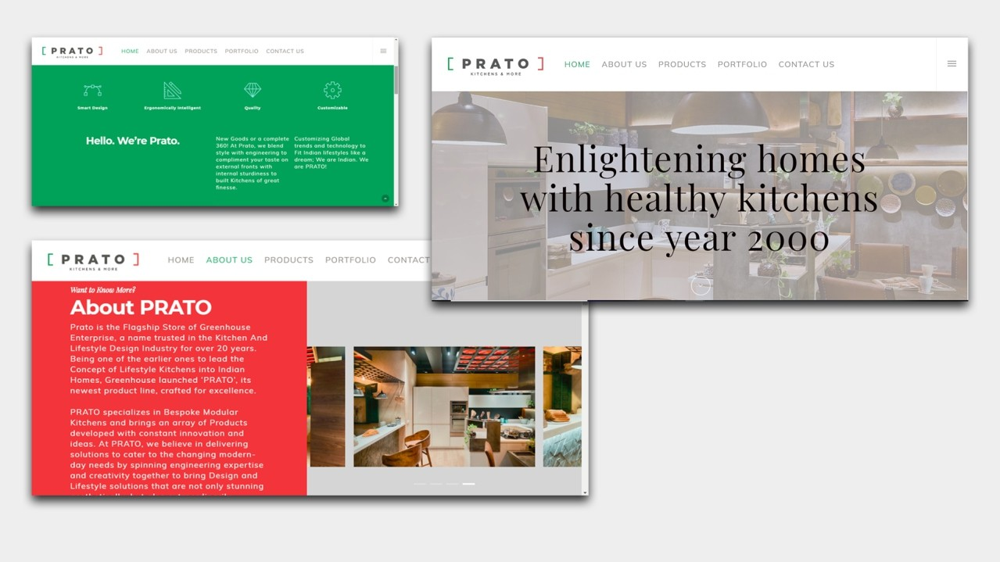 [ PRATO ]
KITCHENS & MORE
HOME ABOUT US PRODUCTS PORTFOLIO CONTACT US
Smart Design Ergonomically Intelligent Quality Customizable
Hello. We're Prato.
New Goods or a complete
360! At Prato, we blend
style with engineering to
compliment your taste on
external fronts with
internal sturdiness to
built Kitchens of great
finesse.
Customizing Global
trends and technology to
Fit Indian lifestyles like a
dream; We are Indian. We
are PRATO!
[ PRATO ]
KITCHENS & MORE
HOME ABOUT US PRODUCTS PORTFOLIO CONTACT US
Enlightening homes
with healthy kitchens
since year 2000
[ PRATO ]
KITCHENS & MORE
HOME ABOUT US PRODUCTS PORTFOLIO CONTACT
Want to Know More?
About PRATO
Prato is the Flagship Store of Greenhouse
Enterprise, a name trusted in the Kitchen And
Lifestyle Design Industry for over 20 years.
Being one of the earlier ones to lead the
Concept of Lifestyle Kitchens into Indian
Homes, Greenhouse launched 'PRATO', its
newest product line, crafted for excellence.
PRATO specializes in Bespoke Modular
Kitchens and brings an array of Products
developed with constant innovation and
ideas. At PRATO, we believe in delivering
solutions to cater to the changing modern-
day needs by spinning engineering expertise
and creativity together to bring Design and
Lifestyle solutions that are not only stunning